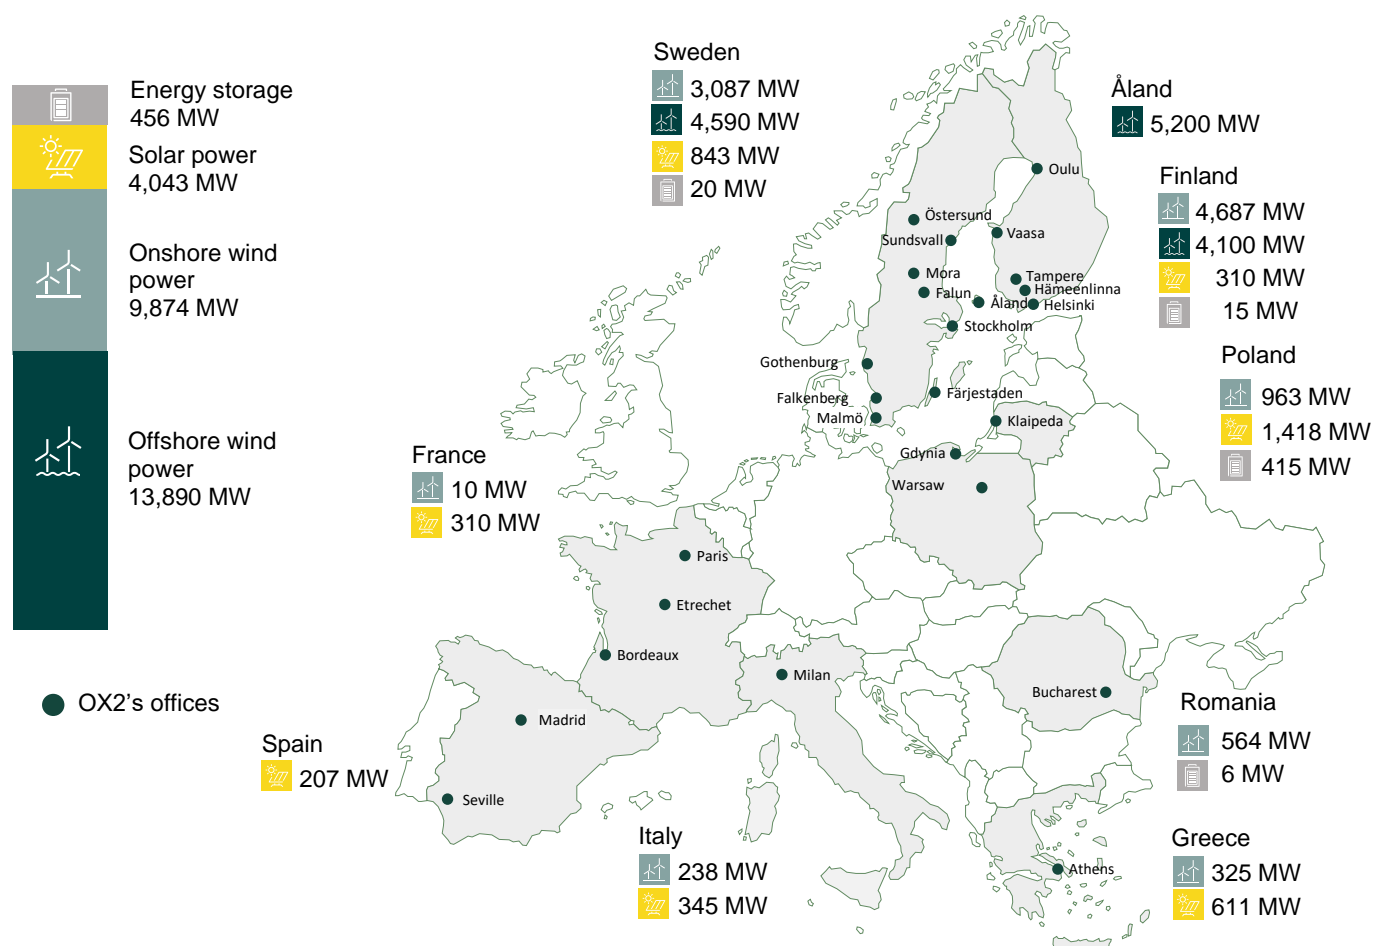 Energy storage
456 MW
Solar power
4,043 MW
Onshore wind
power
9,874 MW
Offshore wind
power
13,890 MW
OX2's offices
Sweden
3,087 MW
4,590 MW
843 MW
20 MW
Åland
5,200 MW
Finland
4,687 MW
4,100 MW
310 MW
15 MW
Poland
963 MW
1,418 MW
415 MW
France
10 MW
310 MW
Spain
207 MW
Italy
238 MW
345 MW
Romania
564 MW
6 MW
Greece
325 MW
611 MW
Oulu
Östersund
Sundsvall
Vaasa
Mora
Tampere
Falun
Hämeenlinna
Åland
Helsinki
Stockholm
Gothenburg
Falkenberg
Färjestaden
Malmö
Klaipeda
Gdynia
Warsaw
Paris
Etrechet
Bordeaux
Milan
Bucharest
Madrid
Seville
Athens